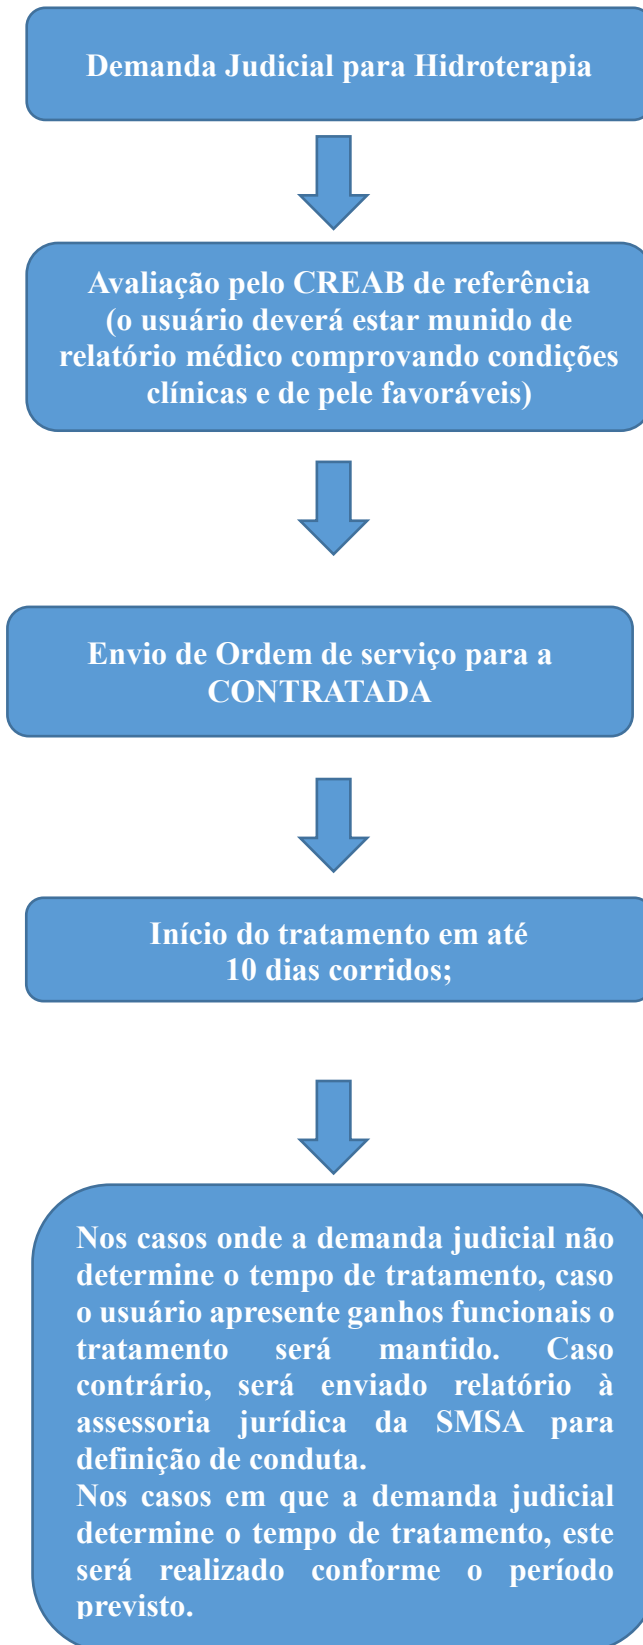 Demanda Judicial para Hidroterapia
Avaliação pelo CREAB de referência
(o usuário deverá estar munido de
relatório médico comprovando condições
clínicas e de pele favoráveis)
Envio de Ordem de serviço para a
CONTRATADA
Início do tratamento em até
10 dias corridos;
Nos casos onde a demanda judicial não
determine o tempo de tratamento, caso
o usuário apresente ganhos funcionais o
tratamento será mantido. Caso
contrário, será enviado relatório à
assessoria jurídica da SMSA para
definição de conduta.
Nos casos em que a demanda judicial
determine o tempo de tratamento, este
será realizado conforme o período
previsto.